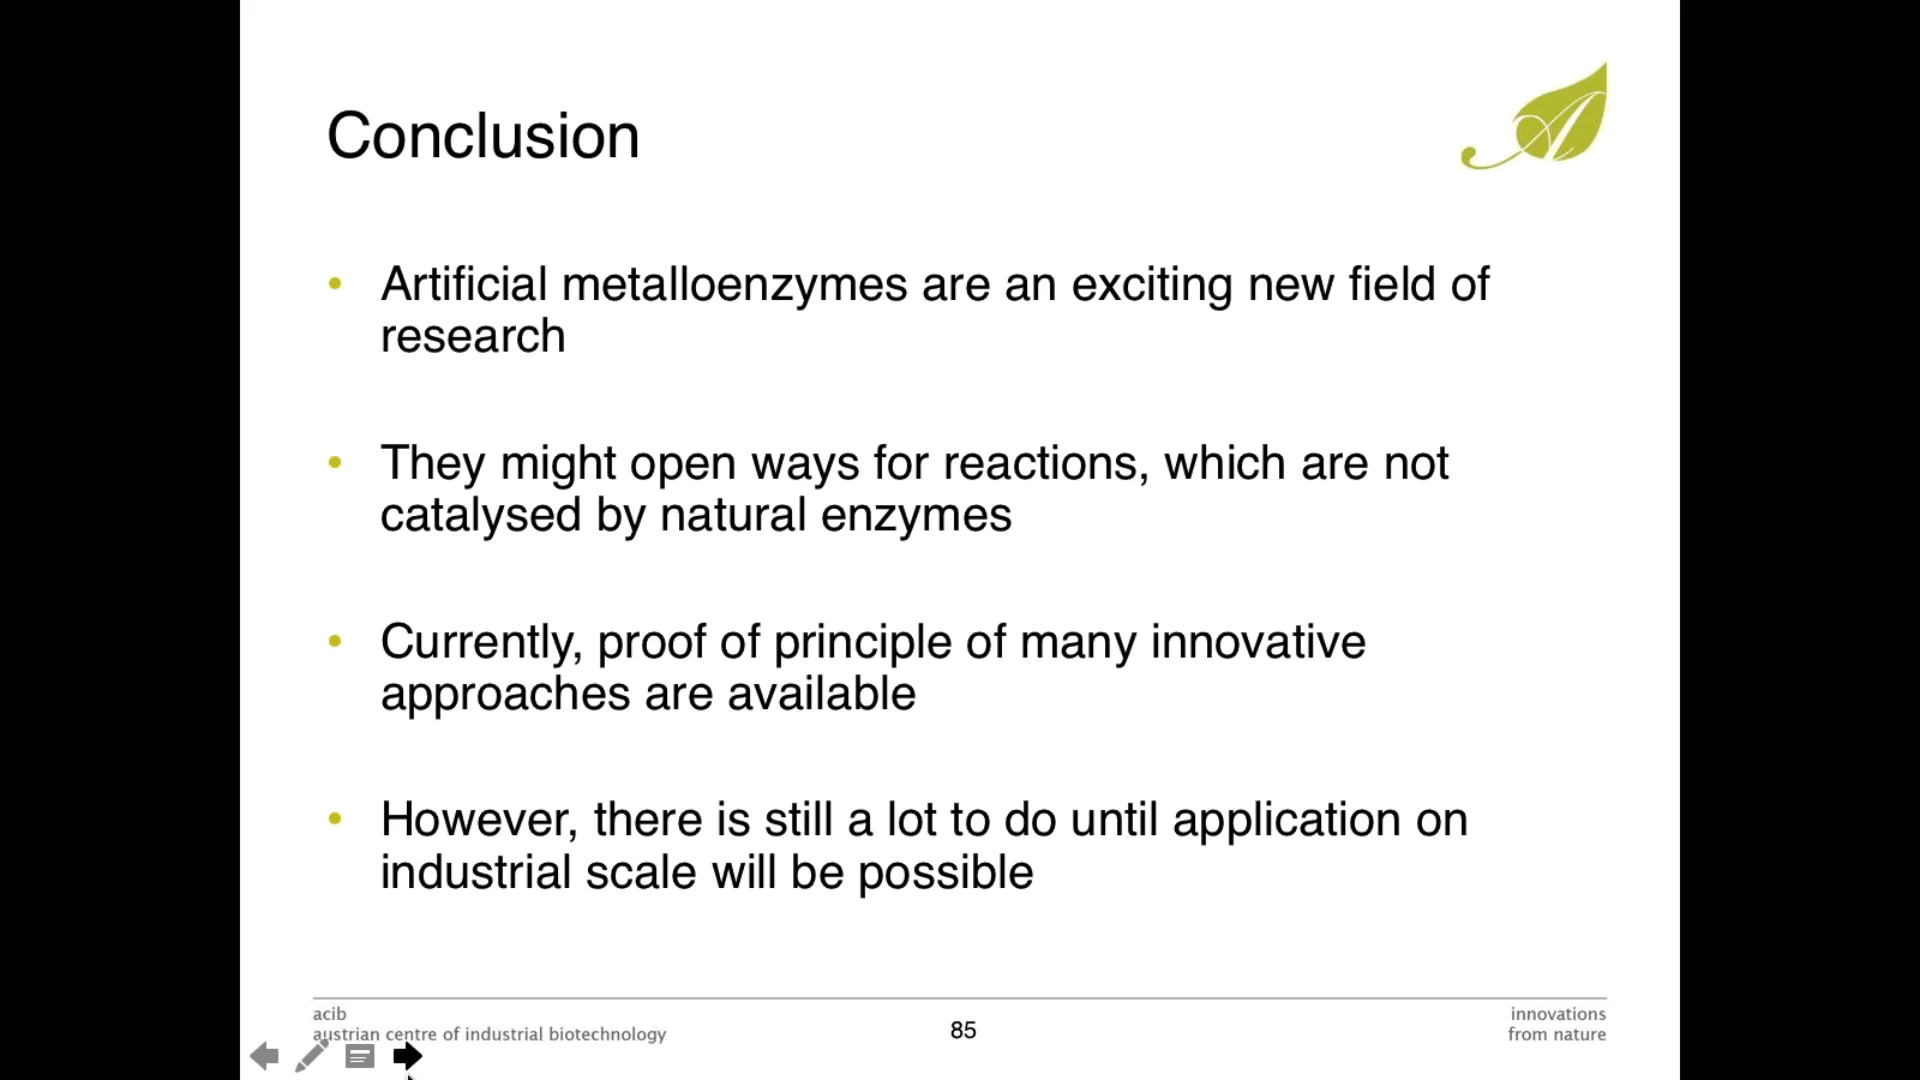 Conclusion
• Artificial metalloenzymes are an exciting new field of
research
• They might open ways for reactions, which are not
catalysed by natural enzymes
• Currently, proof of principle of many innovative
approaches are available
• However, there is still a lot to do until application on
industrial scale will be possible
acib
austrian centre of industrial biotechnology
85
innovations
from nature